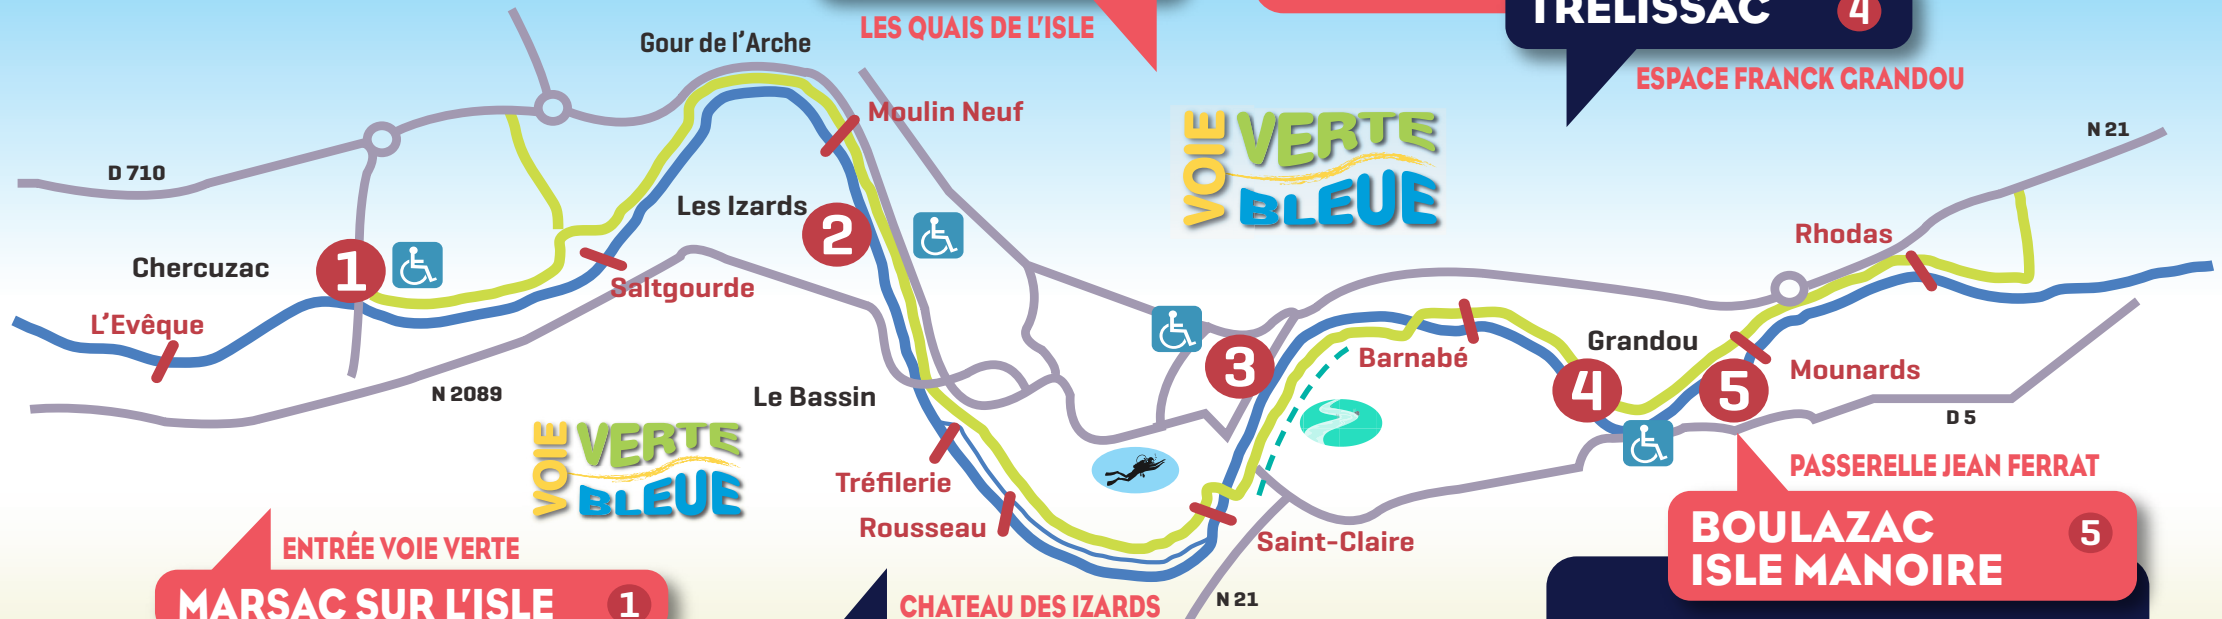 LES QUAIS DE L'ISLE
TRELISSAC 4
ESPACE FRANCK GRANDOU
Gour de l'Arche
Moulin Neuf
VOIE VERTE BLEUE
N 21
D 710
Les Izards
2
Rhodas
Chercuzac
1
Saltgourde
L'Evêque
3
Barnabé
Grandou
4
5
Mounards
N 2089
Le Bassin
D 5
VOIE VERTE BLEUE
Tréfilerie
Rousseau
Saint-Claire
PASSERELLE JEAN FERRAT
BOULAZAC
ISLE MANOIRE
5
ENTRÉE VOIE VERTE
MARSAC SUR L'ISLE 1
CHATEAU DES IZARDS
N 21